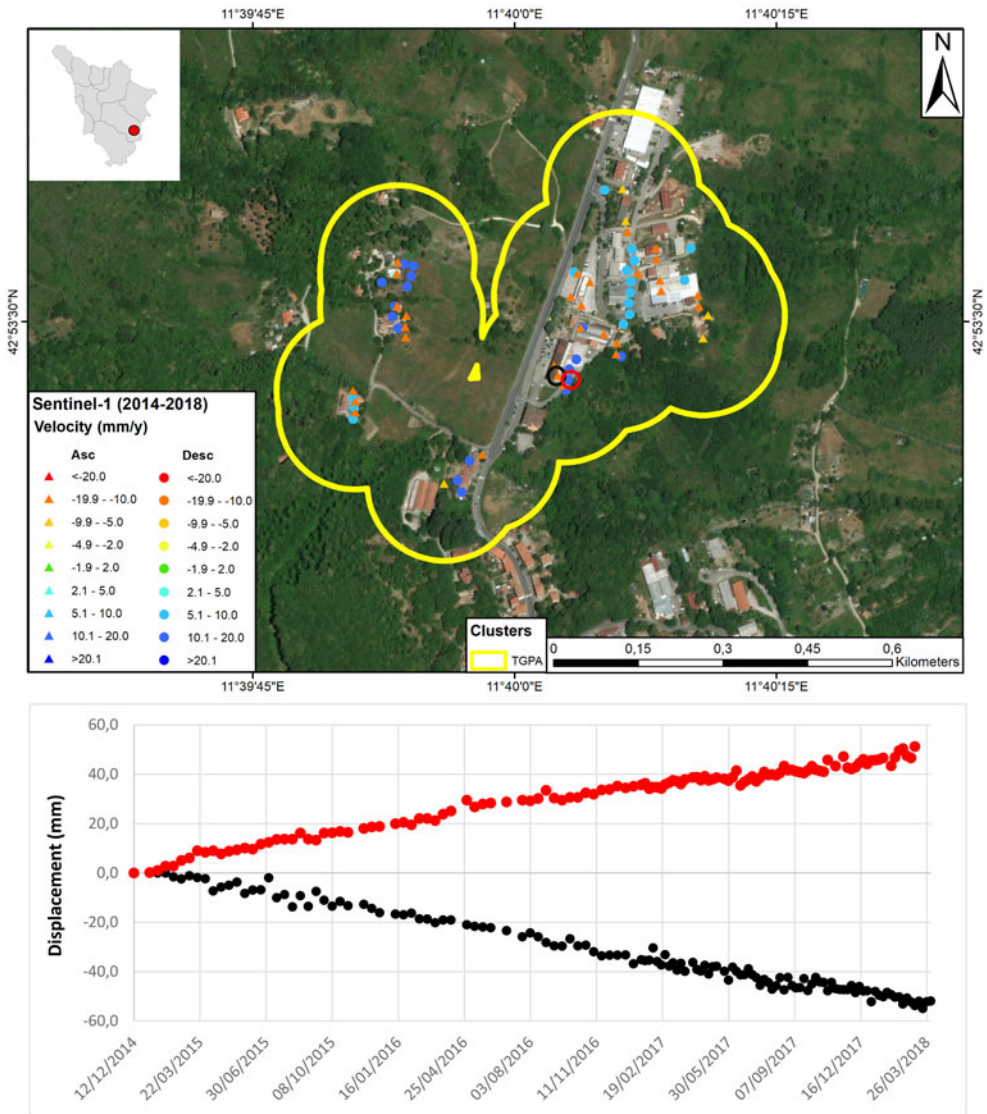 11°39'45"E 11°40'0"E 11°40'15"E
N
42°53'30"N 42°53'30"N
Sentinel-1 (2014-2018)
Velocity (mm/y)
Asc Desc
<-20.0 <-20.0
-19.9 - -10.0 -19.9 - -10.0
-9.9 - -5.0 -9.9 - -5.0
-4.9 - -2.0 -4.9 - -2.0
-1.9 - 2.0 -1.9 - 2.0
2.1 - 5.0 2.1 - 5.0
5.1 - 10.0 5.1 - 10.0
10.1 - 20.0 10.1 - 20.0
>20.1 >20.1
Clusters
TGPA
0 0,15 0,3 0,45 0,6
Kilometers
11°39'45"E 11°40'0"E 11°40'15"E
60,0
40,0
20,0
0,0
-20,0
-40,0
-60,0
Displacement (mm)
12/12/2014 22/03/2015 30/06/2015 08/10/2015 16/01/2016 25/04/2016 03/08/2016 11/11/2016 19/02/2017 30/05/2017 07/09/2017 16/12/2017 26/03/2018